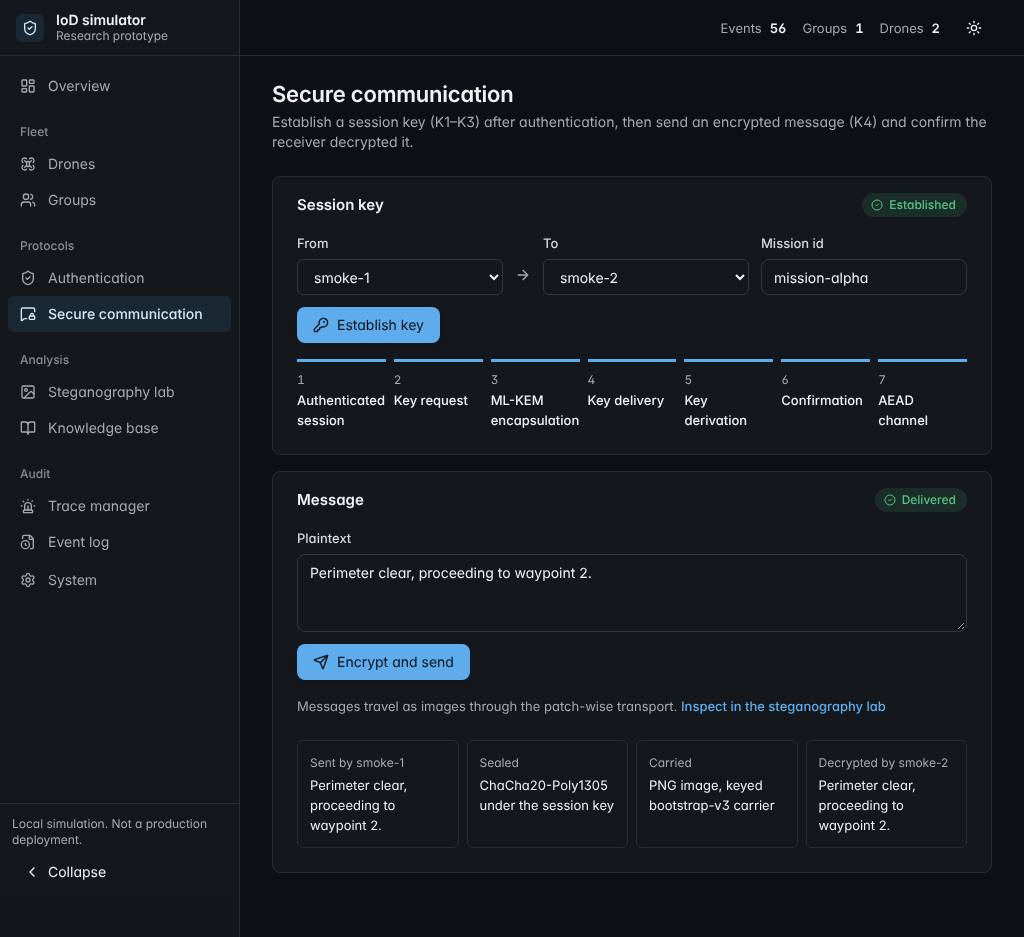 IoD simulator
Research prototype
Events 56 Groups 1 Drones 2
Overview
Fleet
Drones
Groups
Protocols
Authentication
Secure communication
Analysis
Steganography lab
Knowledge base
Audit
Trace manager
Event log
System
Local simulation. Not a production
deployment.
Collapse
Secure communication
Establish a session key (K1–K3) after authentication, then send an encrypted message (K4) and confirm the
receiver decrypted it.
Session key
Established
From
To
Mission id
smoke-1
smoke-2
mission-alpha
Establish key
1
Authenticated
session
2
Key request
3
ML-KEM
encapsulation
4
Key delivery
5
Key
derivation
6
Confirmation
7
AEAD
channel
Message
Delivered
Plaintext
Perimeter clear, proceeding to waypoint 2.
Encrypt and send
Messages travel as images through the patch-wise transport. Inspect in the steganography lab
Sent by smoke-1
Perimeter clear,
proceeding to
waypoint 2.
Sealed
ChaCha20-Poly1305
under the session key
Carried
PNG image, keyed
bootstrap-v3 carrier
Decrypted by smoke-2
Perimeter clear,
proceeding to
waypoint 2.